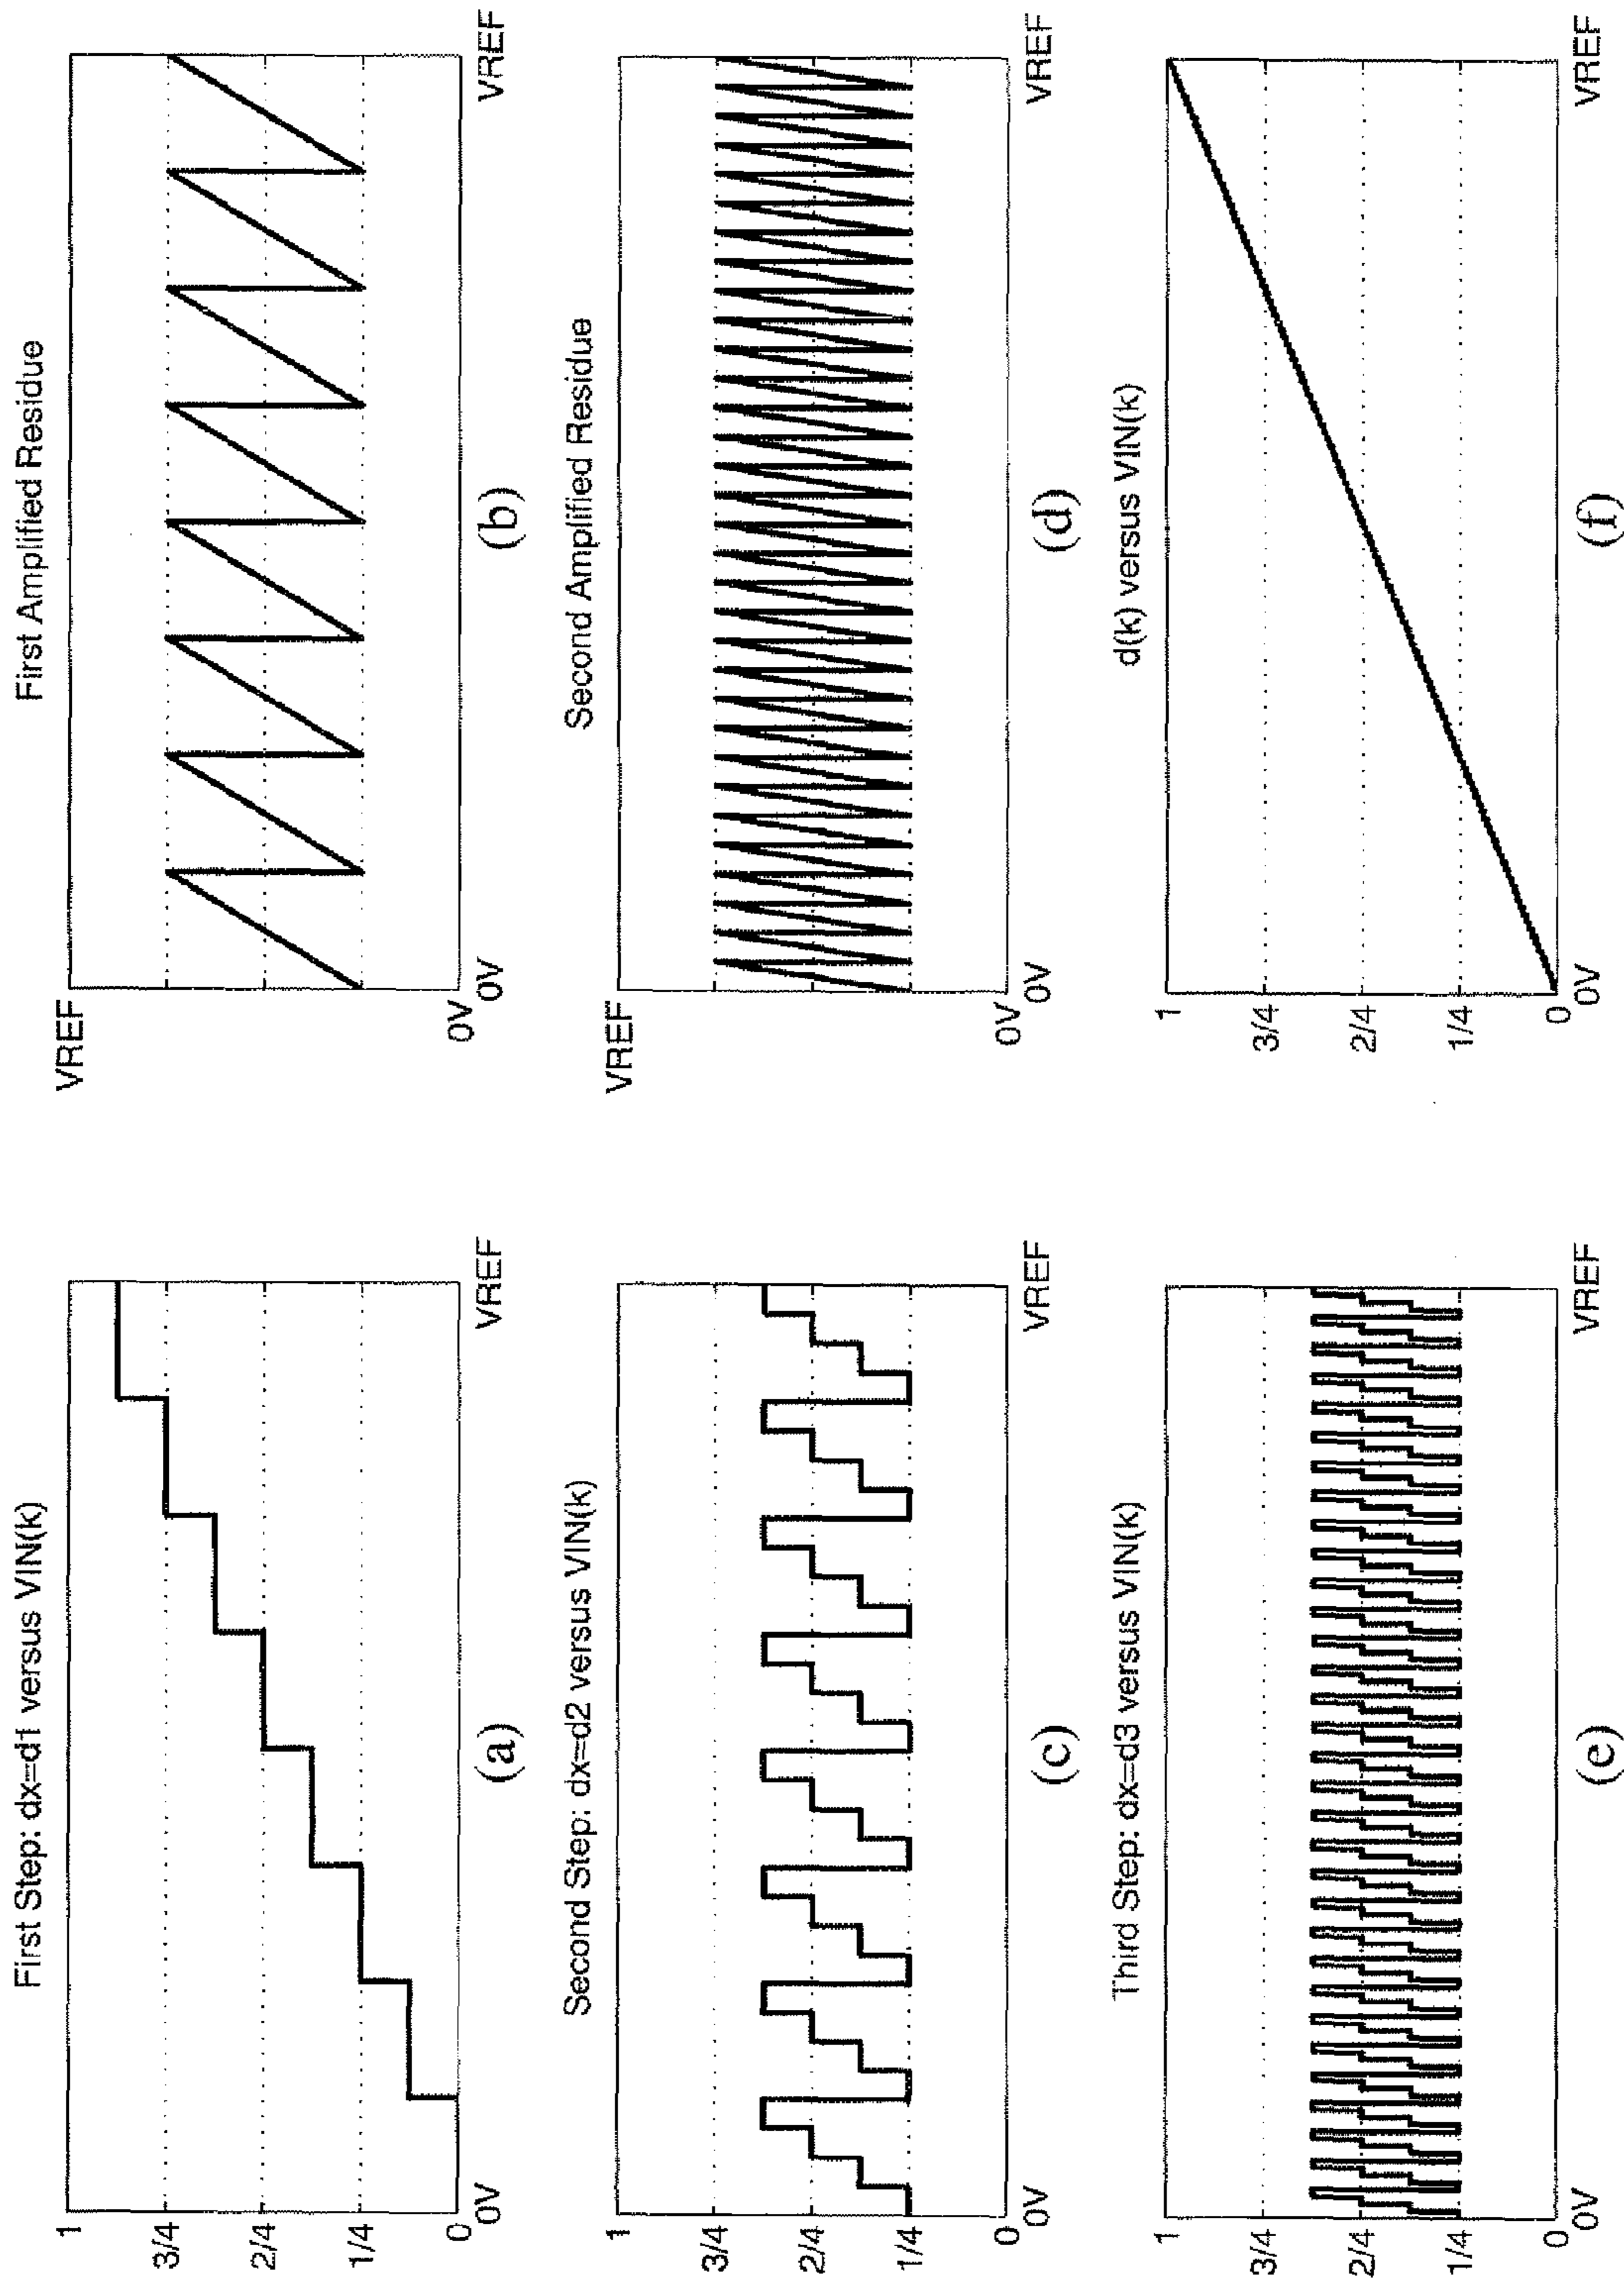 First Step: dx=d1 versus VIN(k)
1
3/4
2/4
1/4
0
0V
VREF
(a)
First Amplified Residue
VREF
0V
0V
VREF
(b)
Second Step: dx=d2 versus VIN(k)
1
3/4
2/4
1/4
0
0V
VREF
(c)
Second Amplified Residue
VREF
0V
0V
VREF
(d)
Third Step: dx=d3 versus VIN(k)
1
3/4
2/4
1/4
0
0V
VREF
(e)
d(k) versus VIN(k)
1
3/4
2/4
1/4
0
0V
VREF
(f)